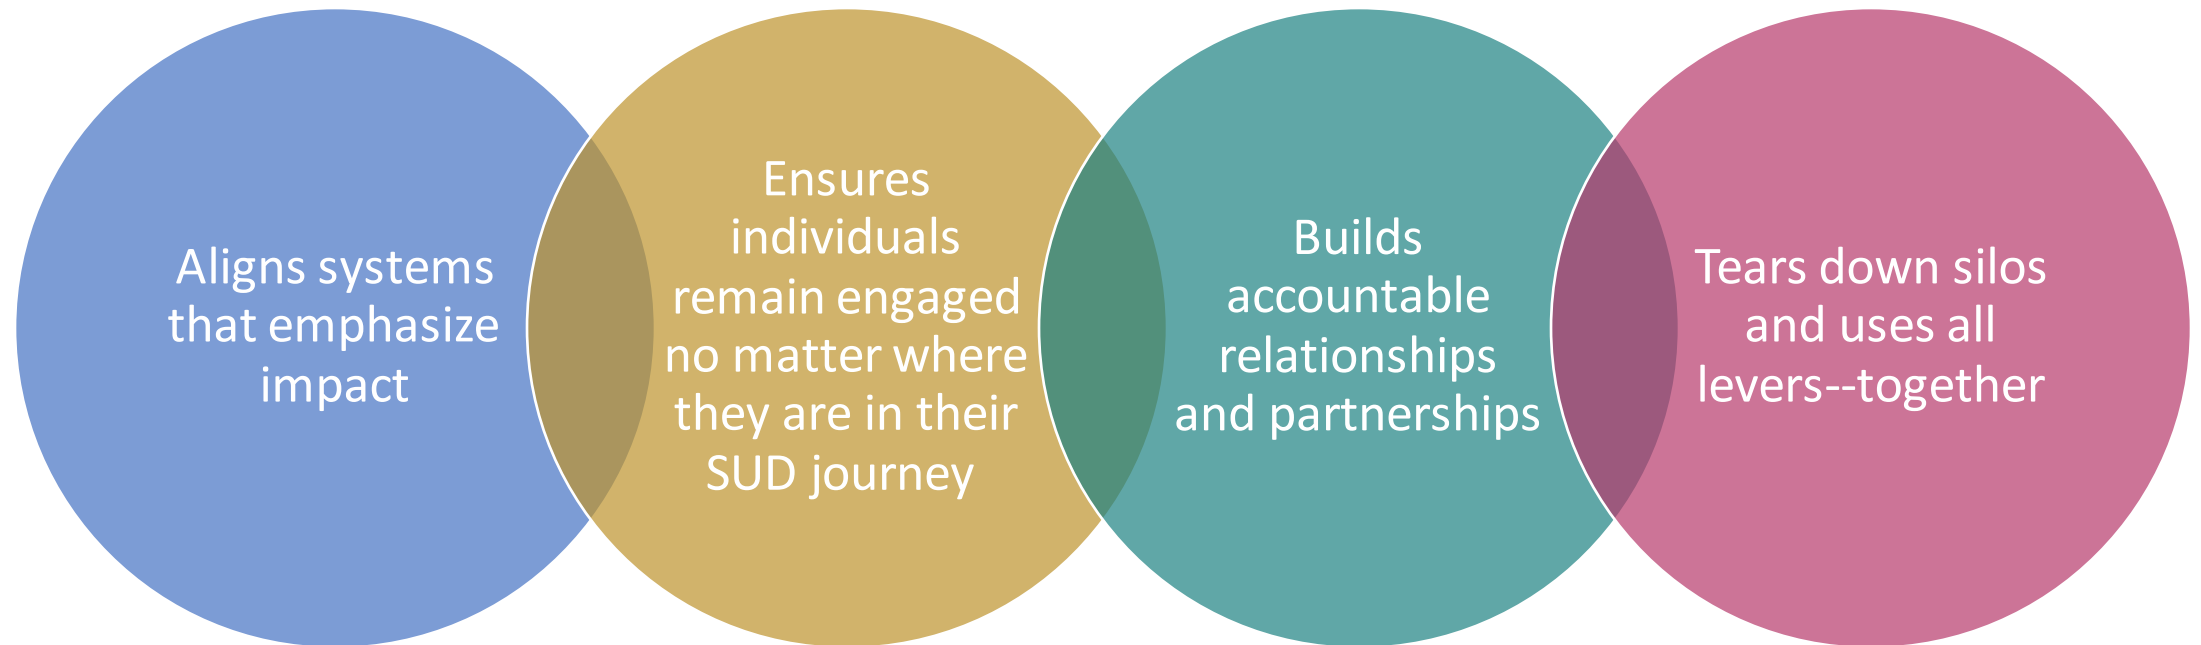 Aligns systems
that emphasize
impact
Ensures
individuals
remain engaged
no matter where
they are in their
SUD journey
Builds
accountable
relationships
and partnerships
Tears down silos
and uses all
levers--together